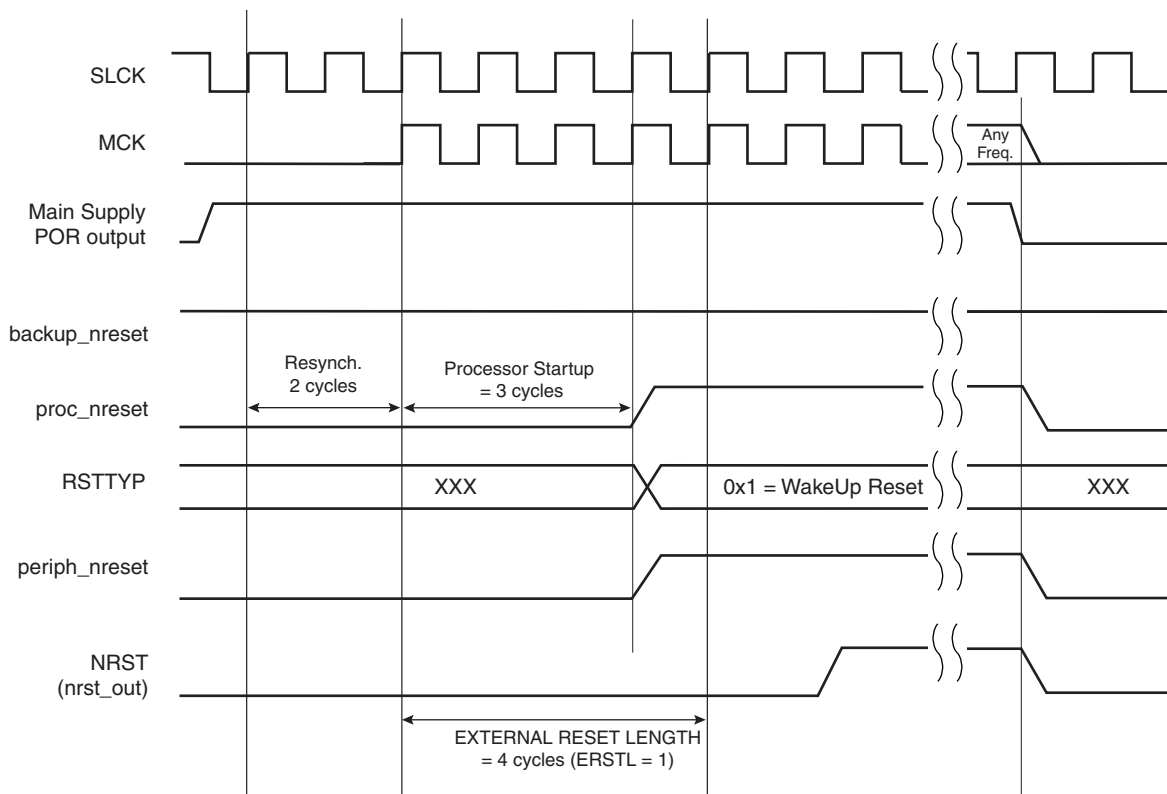 SLCK
MCK
Any
Freq.
Main Supply
POR output
backup_nreset
Resynch.
2 cycles
Processor Startup
= 3 cycles
proc_nreset
RSTTYP
XXX
0x1 = WakeUp Reset
XXX
periph_nreset
NRST
(nrst_out)
EXTERNAL RESET LENGTH
= 4 cycles (ERSTL = 1)